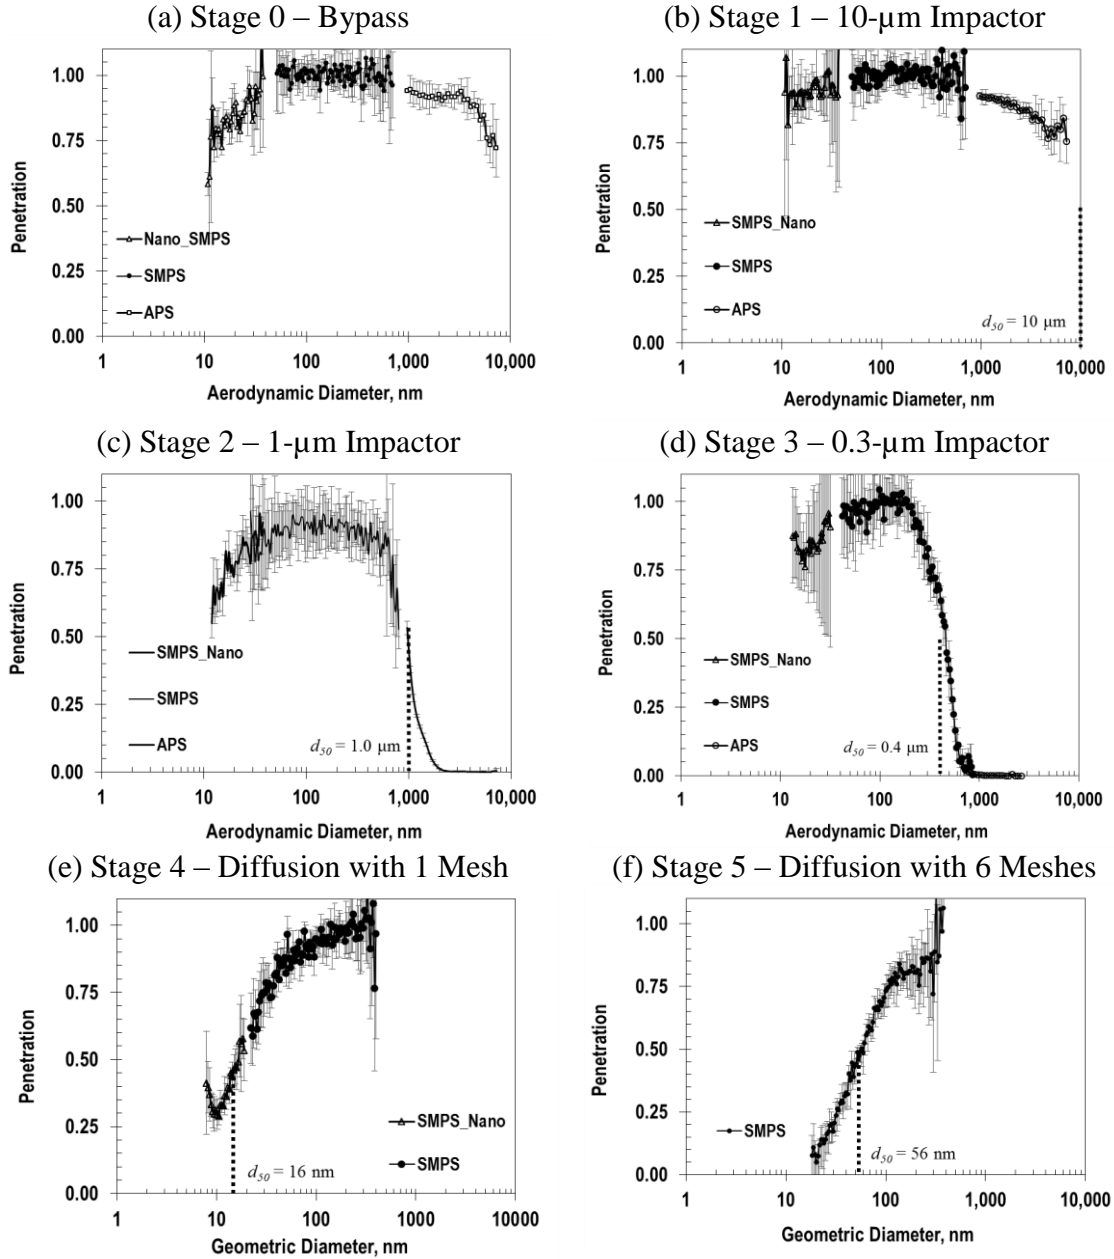 (a) Stage 0 – Bypass
1.00
0.75
0.50
0.25
0.00
Penetration
Nano_SMPS
SMPS
APS
1 10 100 1000 10,000
Aerodynamic Diameter, nm
(b) Stage 1 – 10-µm Impactor
1.00
0.75
0.50
0.25
0.00
Penetration
SMPS_Nano
SMPS
APS
d50 = 10 µm
1 10 100 1,000 10,000
Aerodynamic Diameter, nm
(c) Stage 2 – 1-µm Impactor
1.00
0.75
0.50
0.25
0.00
Penetration
SMPS_Nano
SMPS
APS
d50 = 1.0 µm
1 10 100 1,000 10,000
Aerodynamic Diameter, nm
(d) Stage 3 – 0.3-µm Impactor
1.00
0.75
0.50
0.25
0.00
Penetration
SMPS_Nano
SMPS
APS
d50 = 0.4 µm
1 10 100 1,000 10,000
Aerodynamic Diameter, nm
(e) Stage 4 – Diffusion with 1 Mesh
1.00
0.75
0.50
0.25
0.00
Penetration
SMPS_Nano
SMPS
d50 = 16 nm
1 10 100 1000 10000
Geometric Diameter, nm
(f) Stage 5 – Diffusion with 6 Meshes
1.00
0.75
0.50
0.25
0.00
Penetration
SMPS
d50 = 56 nm
1 10 100 1,000 10,000
Geometric Diameter, nm